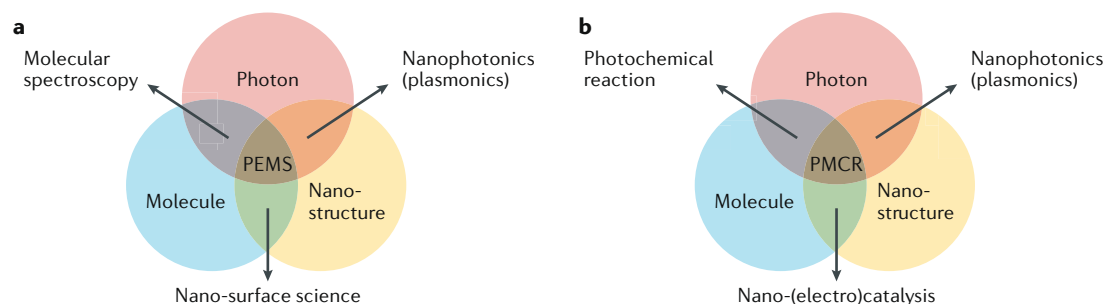 a
Molecular
spectroscopy
Photon
Nanophotonics
(plasmonics)
PEMS
Molecule
Nano-
structure
Nano-surface science
b
Photochemical
reaction
Photon
Nanophotonics
(plasmonics)
PMCR
Molecule
Nano-
structure
Nano-(electro)catalysis